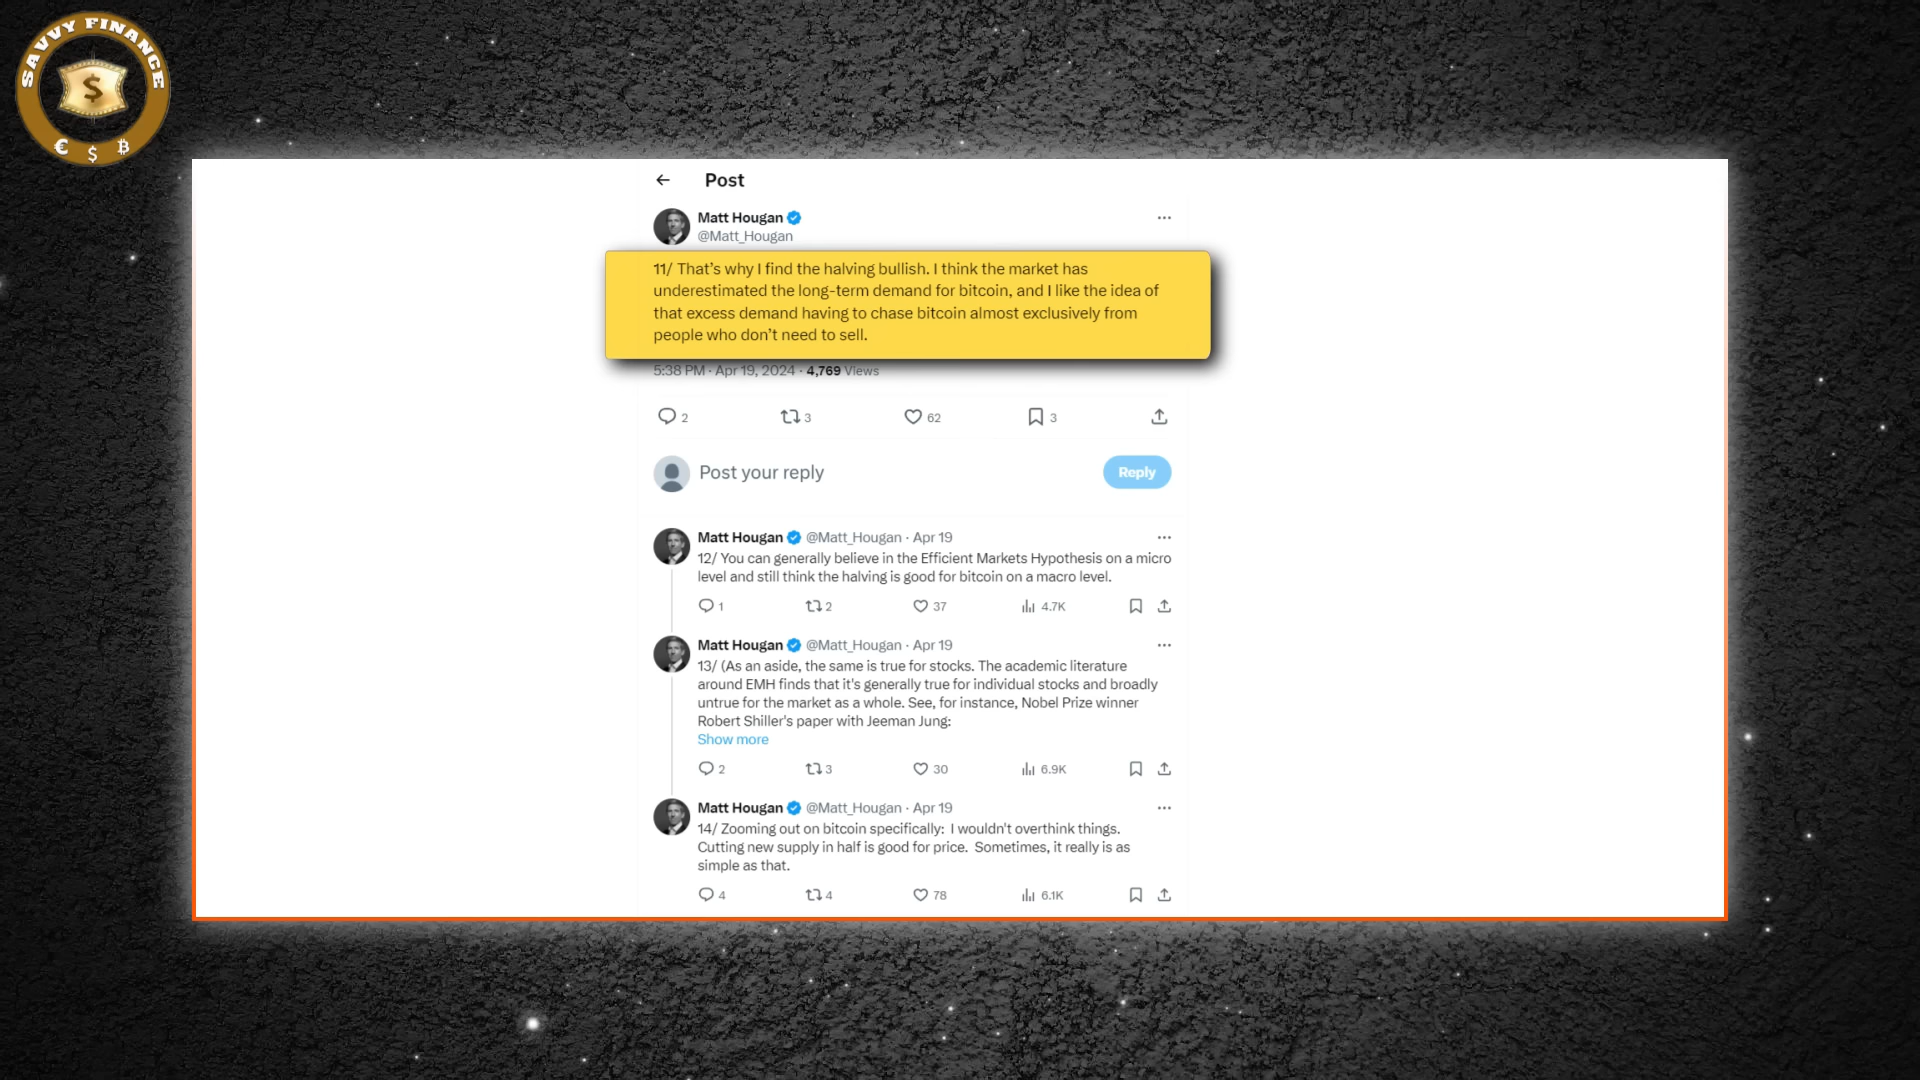 SAVVY FINANCE
$
€ $ ₿
Post
Matt Hougan
@Matt_Hougan
11/ That’s why I find the halving bullish. I think the market has
underestimated the long-term demand for bitcoin, and I like the idea of
that excess demand having to chase bitcoin almost exclusively from
people who don’t need to sell.
5:38 PM · Apr 19, 2024 · 4,769 Views
2 3 62 3
Post your reply
Reply
Matt Hougan @Matt_Hougan · Apr 19
12/ You can generally believe in the Efficient Markets Hypothesis on a micro
level and still think the halving is good for bitcoin on a macro level.
1 2 37 4.7K
Matt Hougan @Matt_Hougan · Apr 19
13/ (As an aside, the same is true for stocks. The academic literature
around EMH finds that it's generally true for individual stocks and broadly
untrue for the market as a whole. See, for instance, Nobel Prize winner
Robert Shiller's paper with Jeeman Jung:
Show more
2 3 30 6.9K
Matt Hougan @Matt_Hougan · Apr 19
14/ Zooming out on bitcoin specifically: I wouldn't overthink things.
Cutting new supply in half is good for price. Sometimes, it really is as
simple as that.
4 4 78 6.1K